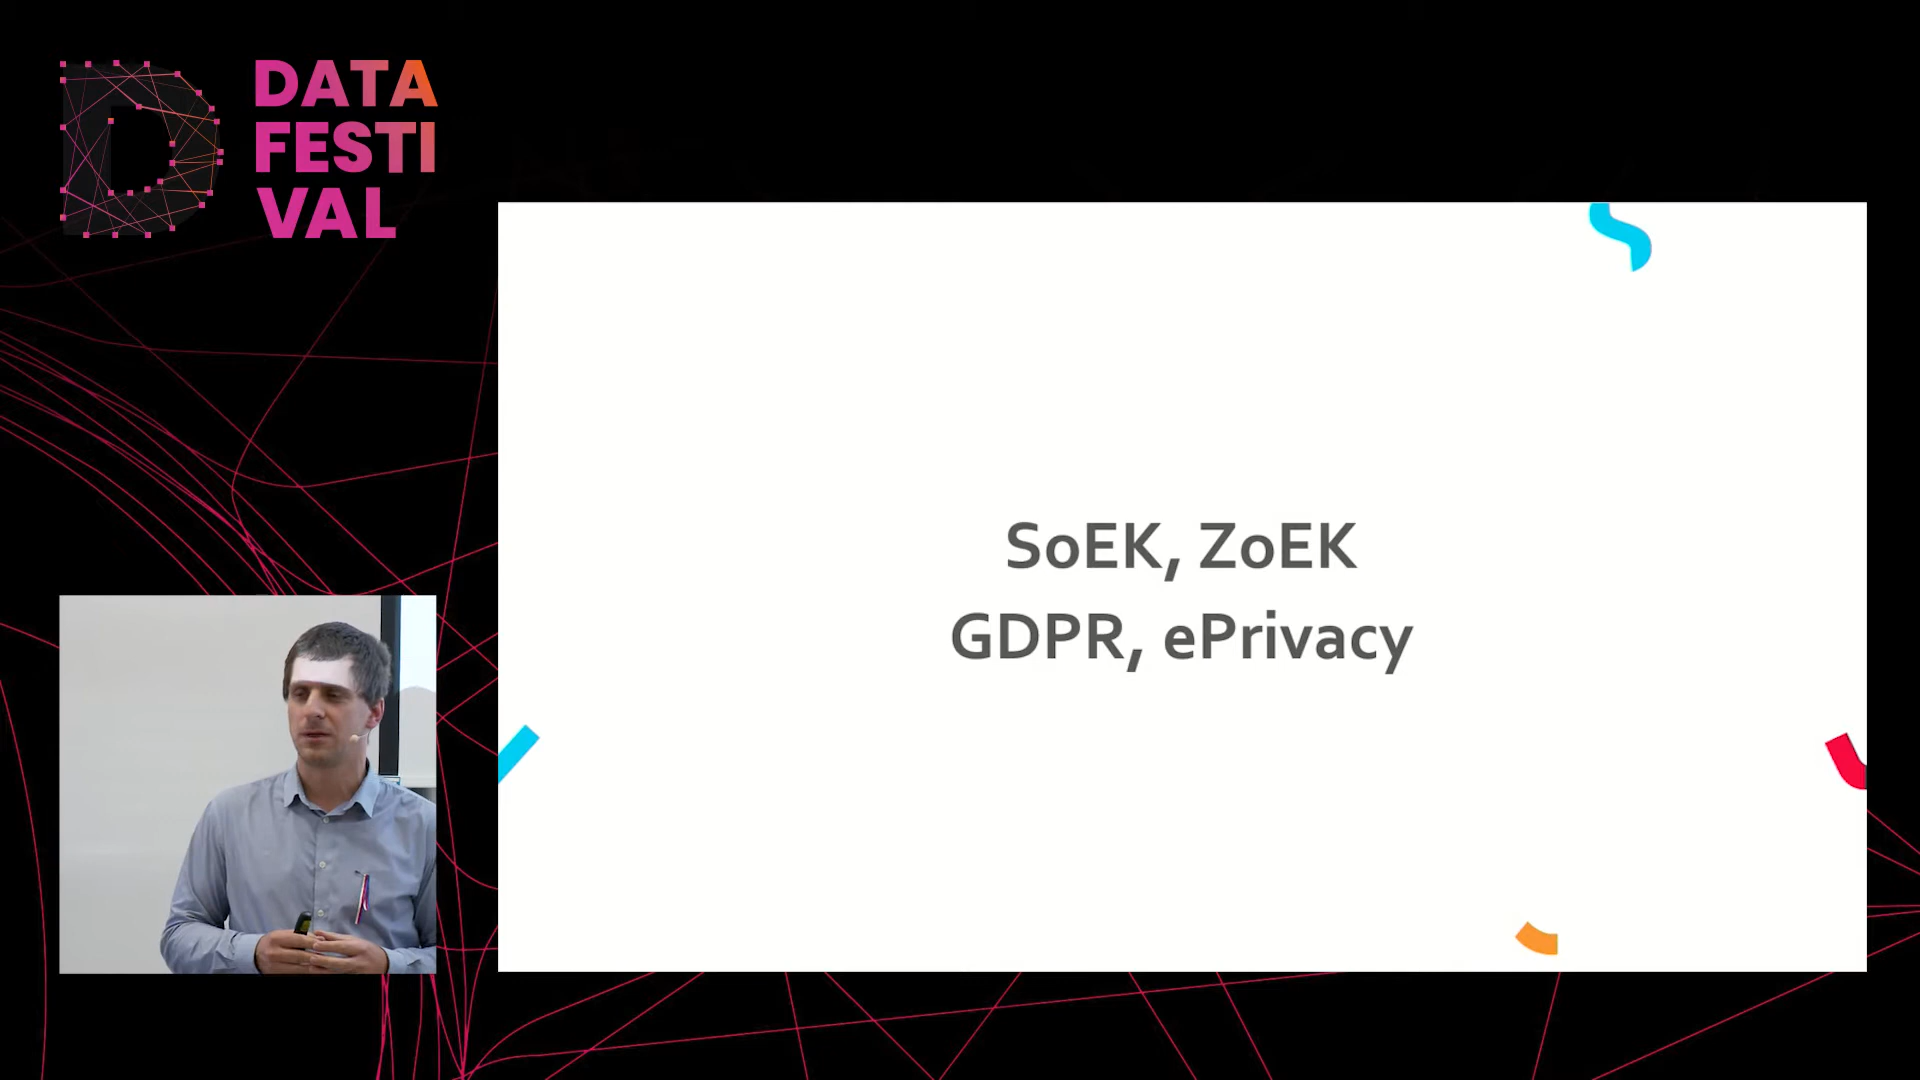 DATA
FESTI
VAL
SoEK, ZoEK
GDPR, ePrivacy